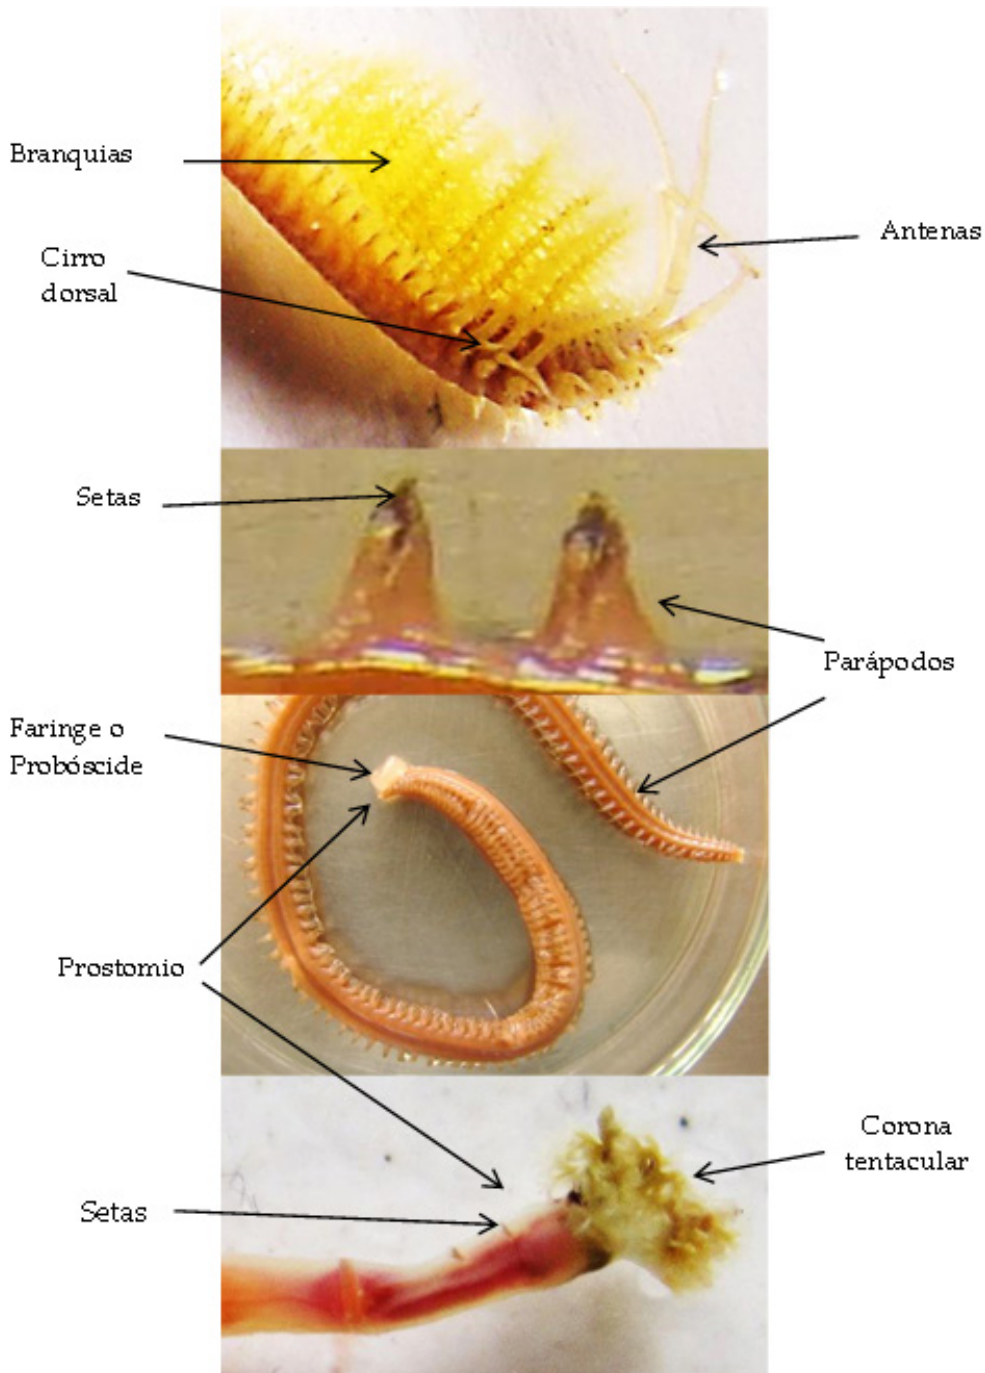 Branquias
Antenas
Cirro
dorsal
Setas
Parápodos
Faringe o
Probóscide
Prostomio
Corona
tentacular
Setas